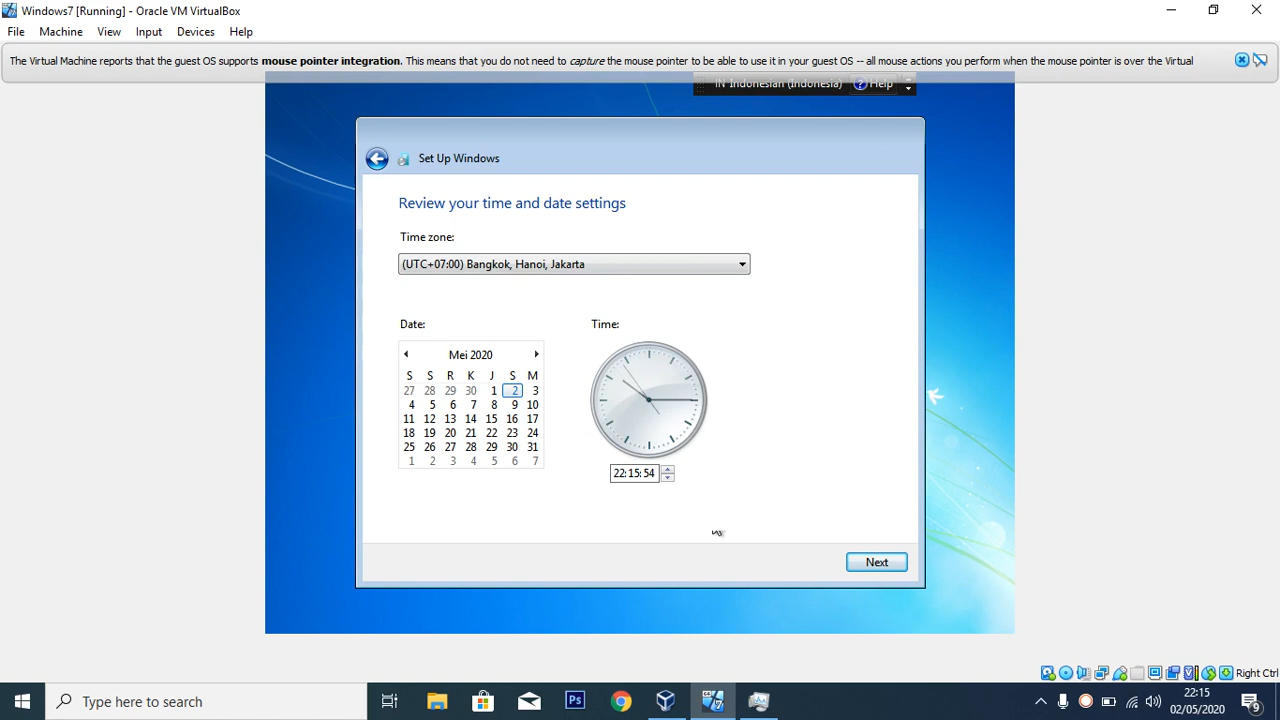 Windows7 [Running] - Oracle VM VirtualBox
File Machine View Input Devices Help
The Virtual Machine reports that the guest OS supports mouse pointer integration. This means that you do not need to capture the mouse pointer to be able to use it in your guest OS -- all mouse actions you perform when the mouse pointer is over the Virtual
IN Indonesian (Indonesia) ? Help
Set Up Windows
Review your time and date settings
Time zone:
(UTC+07:00) Bangkok, Hanoi, Jakarta
Date:
Time:
Mei 2020
S S R K J S M
27 28 29 30 1 2 3
4 5 6 7 8 9 10
11 12 13 14 15 16 17
18 19 20 21 22 23 24
25 26 27 28 29 30 31
1 2 3 4 5 6 7
22:15:54
Next
Right Ctrl
Type here to search
Ps
22:15
02/05/2020
9